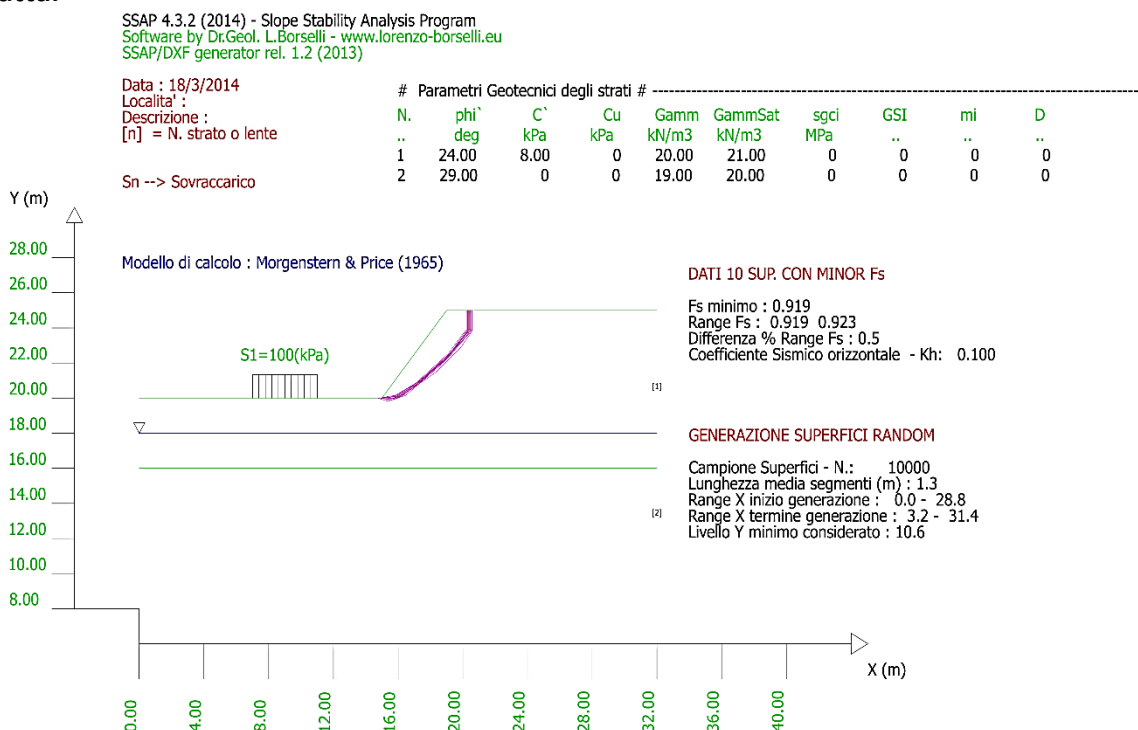 SSAP 4.3.2 (2014) - Slope Stability Analysis Program
Software by Dr.Geol. L.Borselli - www.lorenzo-borselli.eu
SSAP/DXF generator rel. 1.2 (2013)
Data : 18/3/2014
Localita' :
Descrizione :
[n] = N. strato o lente
Sn --> Sovraccarico
# Parametri Geotecnici degli strati #
N. phi` C` Cu Gamm GammSat sgci GSI mi D
.. deg kPa kPa kN/m3 kN/m3 MPa .. .. ..
1 24.00 8.00 0 20.00 21.00 0 0 0 0
2 29.00 0 0 19.00 20.00 0 0 0 0
Y (m)
28.00
26.00
24.00
22.00
20.00
18.00
16.00
14.00
12.00
10.00
8.00
Modello di calcolo : Morgenstern & Price (1965)
S1=100(kPa)
[1]
[2]
DATI 10 SUP. CON MINOR Fs
Fs minimo : 0.919
Range Fs : 0.919 0.923
Differenza % Range Fs : 0.5
Coefficiente Sismico orizzontale - Kh: 0.100
GENERAZIONE SUPERFICI RANDOM
Campione Superfici - N.: 10000
Lunghezza media segmenti (m) : 1.3
Range X inizio generazione : 0.0 - 28.8
Range X termine generazione : 3.2 - 31.4
Livello Y minimo considerato : 10.6
X (m)
0.00
4.00
8.00
12.00
16.00
20.00
24.00
28.00
32.00
36.00
40.00